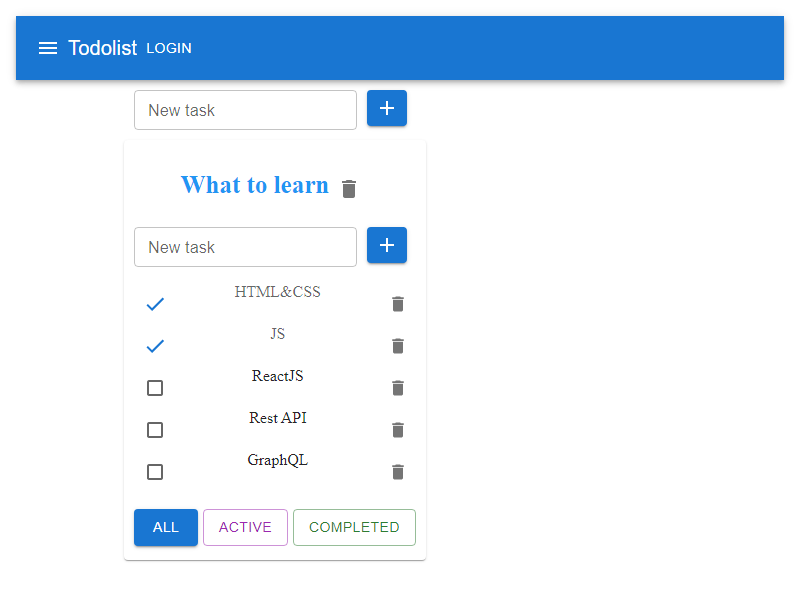 Todolist LOGIN
New task
What to learn
New task
HTML&CSS
JS
ReactJS
Rest API
GraphQL
ALL ACTIVE COMPLETED